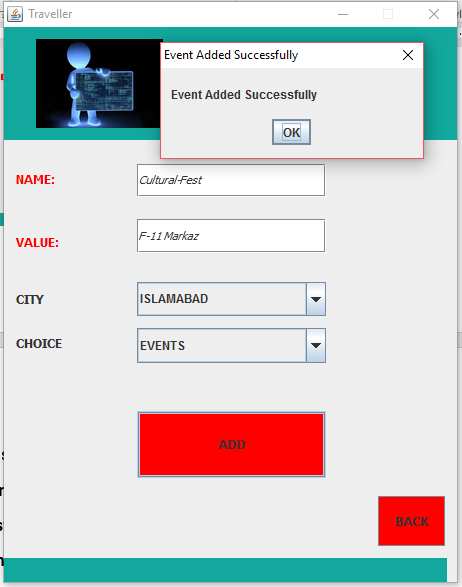 Traveller
Event Added Successfully
Event Added Successfully
OK
NAME:
Cultural-Fest
VALUE:
F-11 Markaz
CITY
ISLAMABAD
CHOICE
EVENTS
ADD
BACK